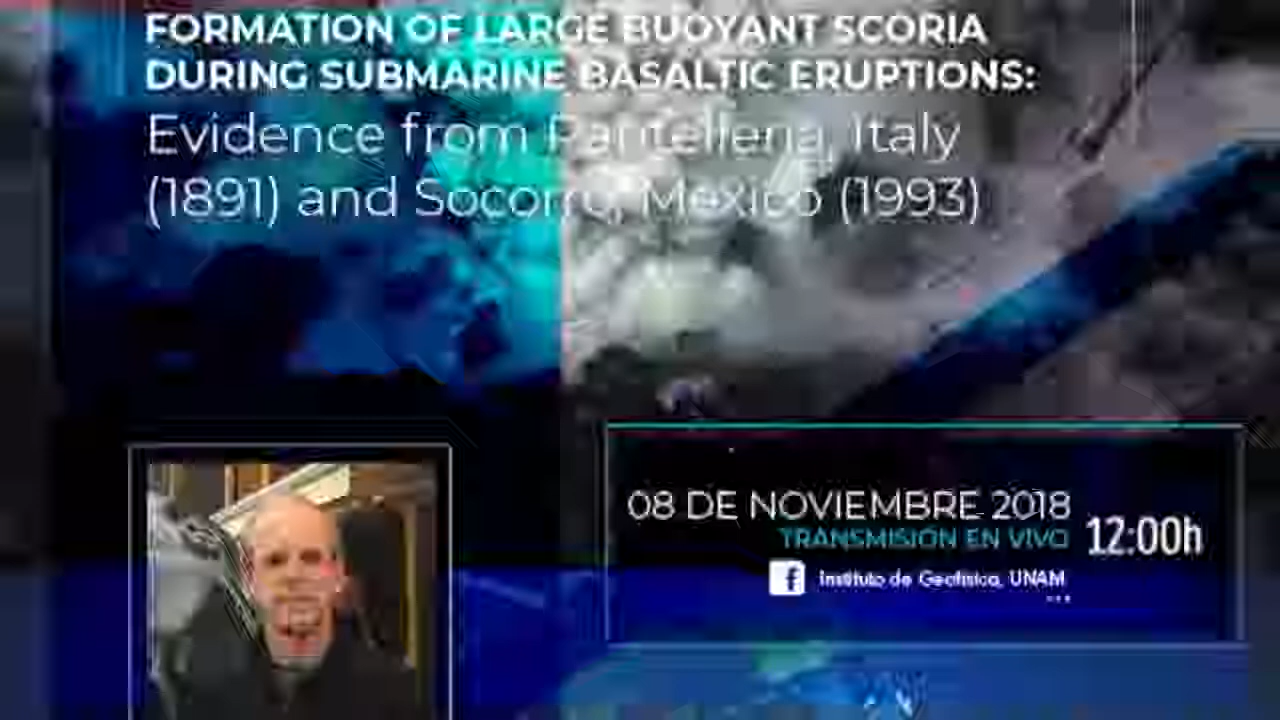 FORMATION OF LARGE BUOYANT SCORIA
DURING SUBMARINE BASALTIC ERUPTIONS:
Evidence from Pantelleria, Italy
(1891) and Socorro, Mexico (1993)
08 DE NOVIEMBRE 2018
TRANSMISIÓN EN VIVO
12:00h
f Instituto de Geofísica, UNAM